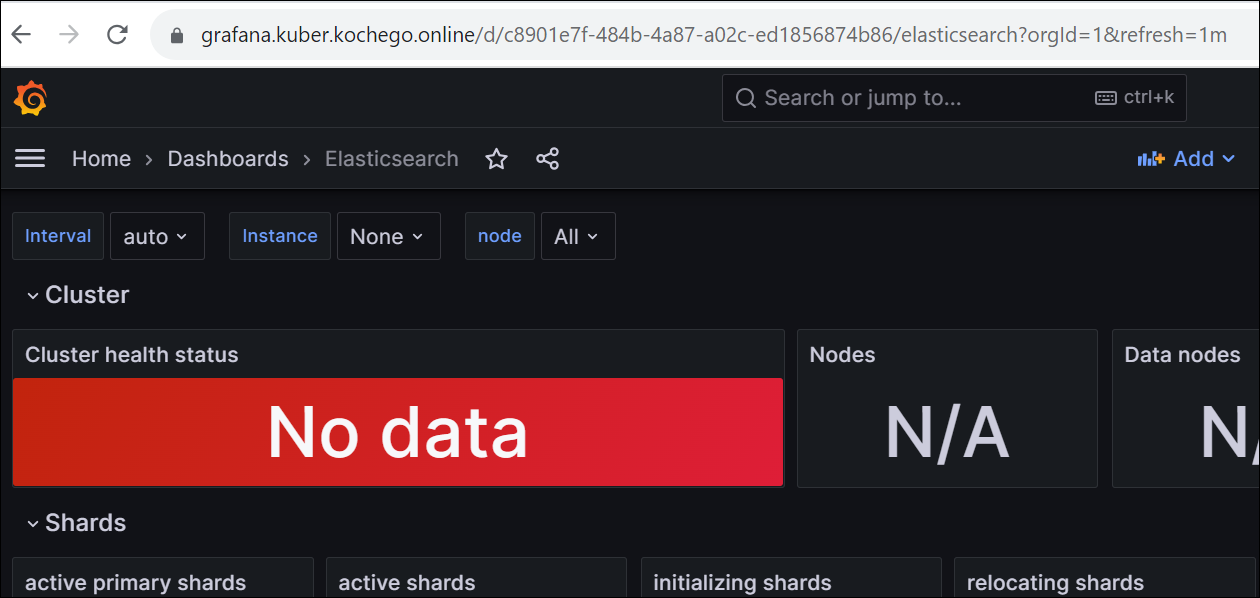 grafana.kuber.kochego.online/d/c8901e7f-484b-4a87-a02c-ed1856874b86/elasticsearch?orgId=1&refresh=1m
Search or jump to... ctrl+k
Home › Dashboards › Elasticsearch Add
Interval auto Instance None node All
Cluster
Cluster health status Nodes Data nodes
No data N/A N/
Shards
active primary shards active shards initializing shards relocating shards